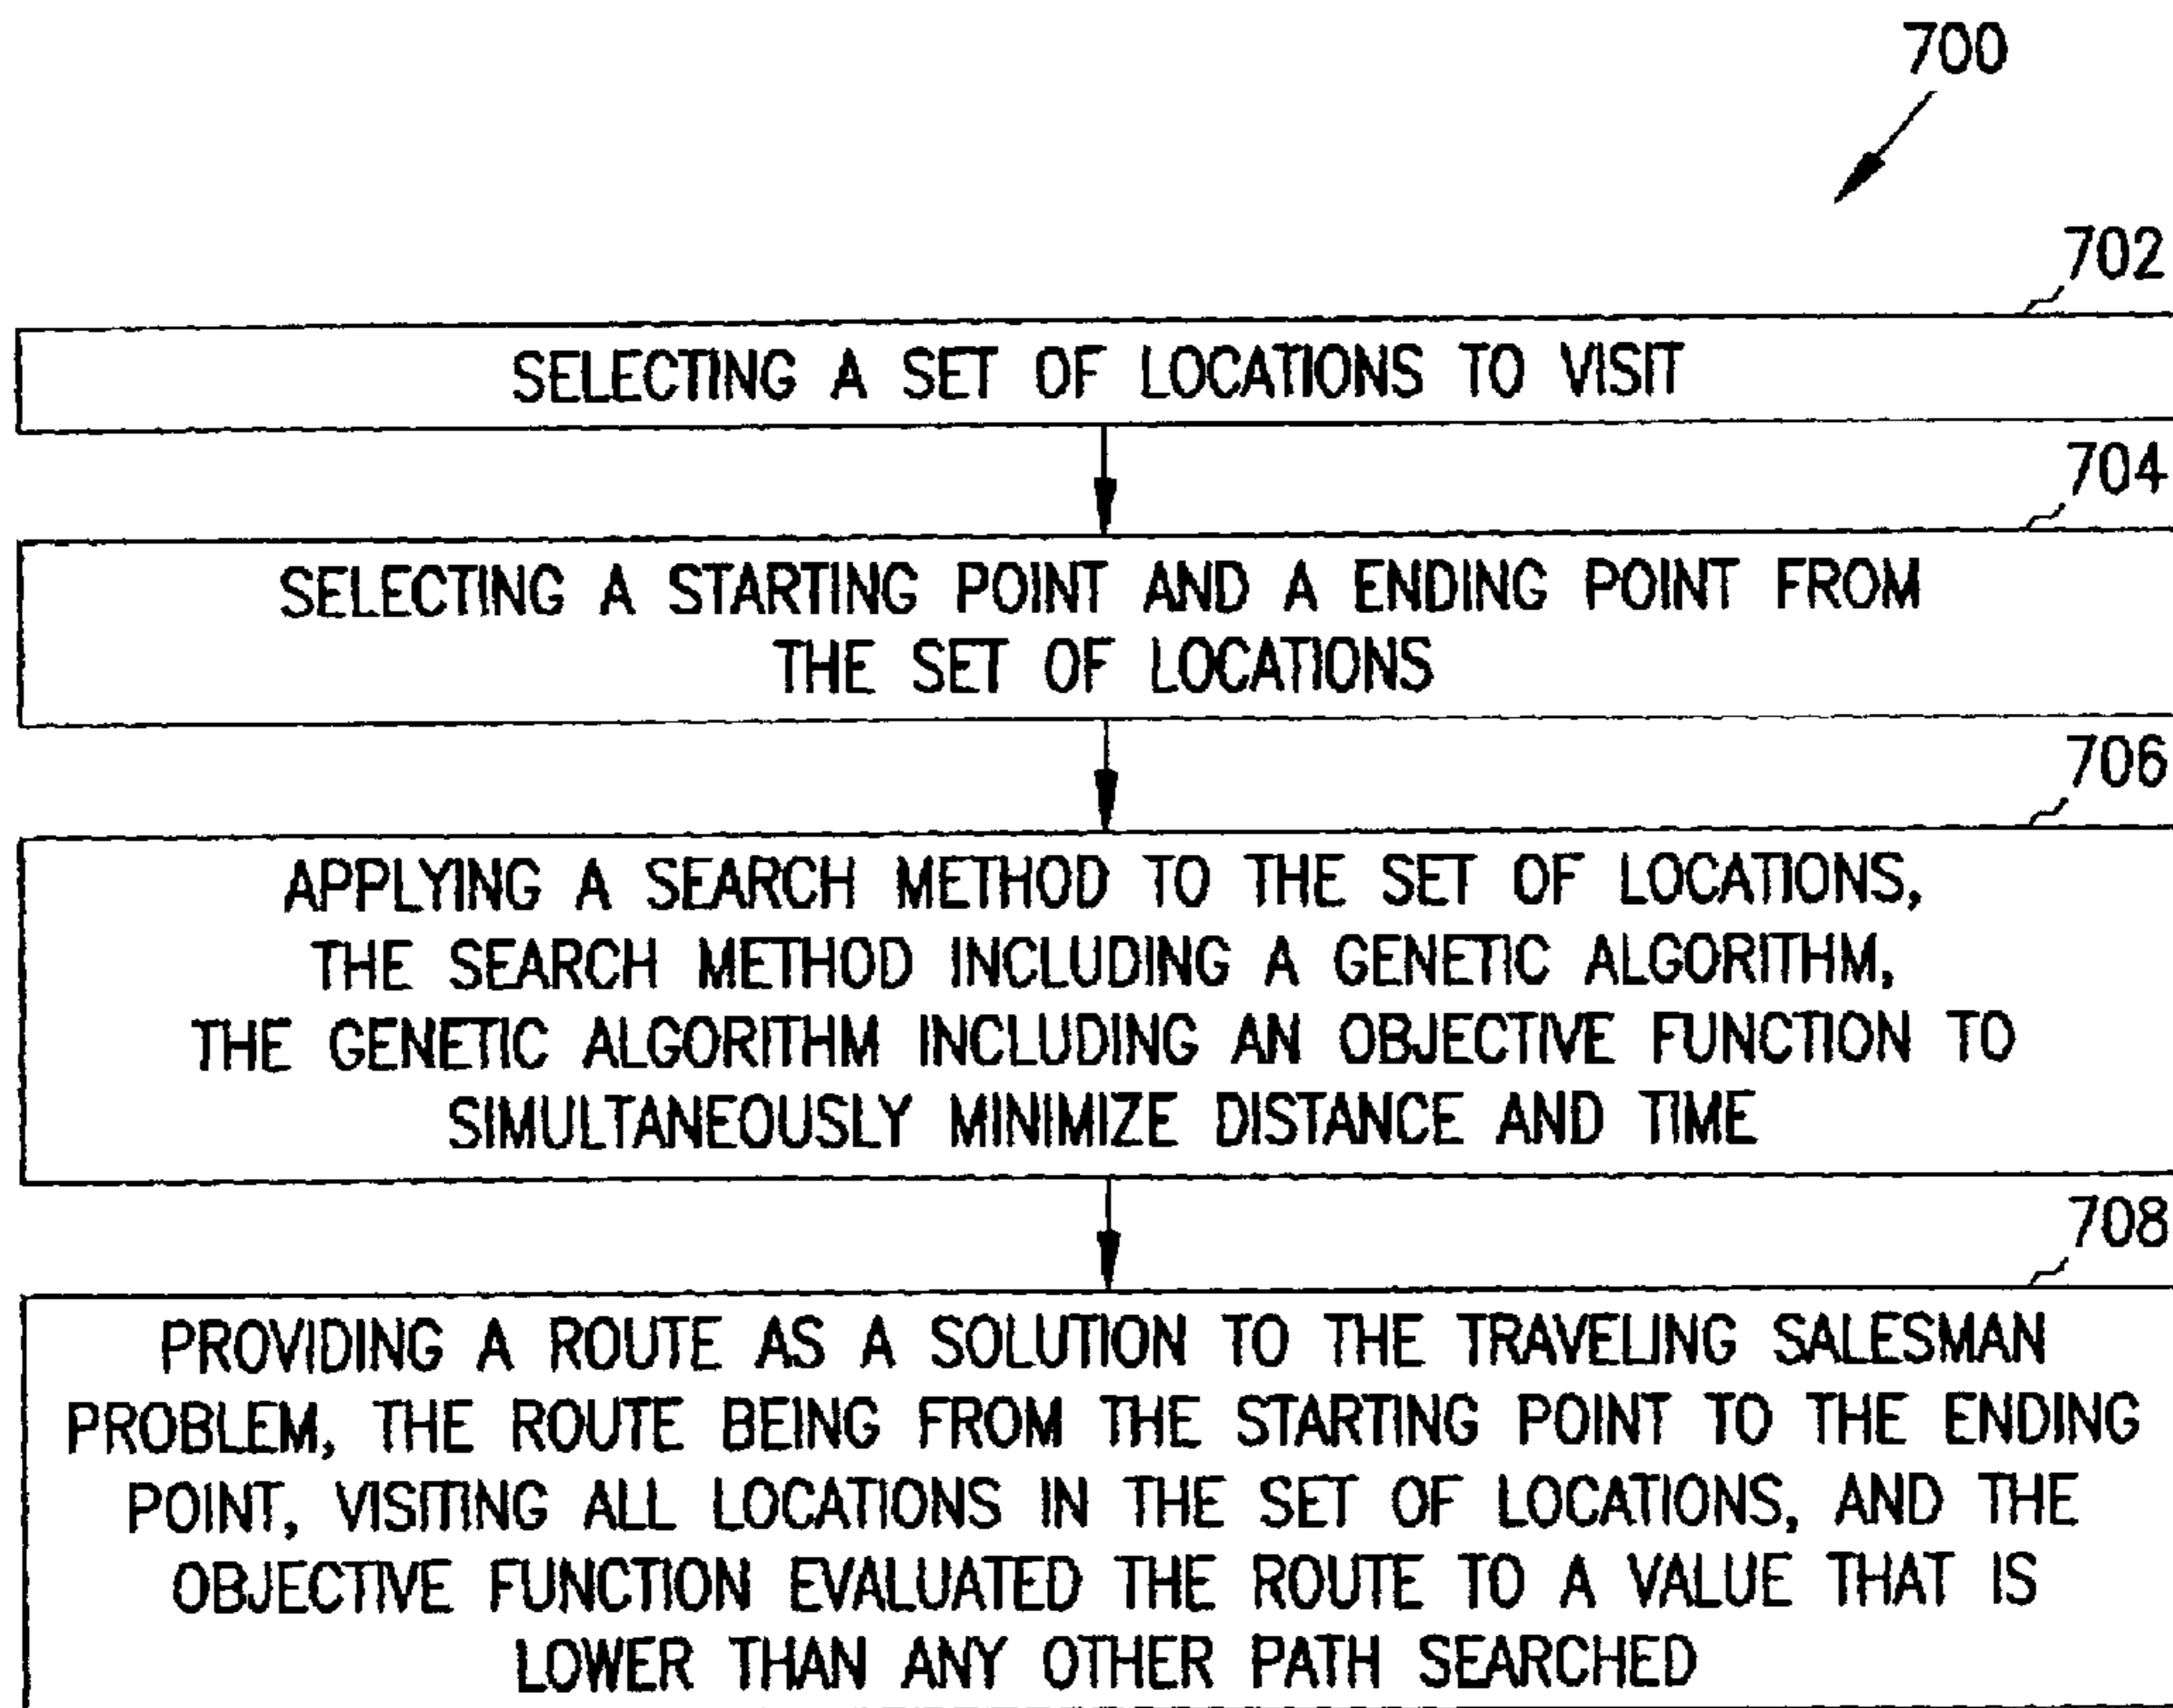 700
702
SELECTING A SET OF LOCATIONS TO VISIT
704
SELECTING A STARTING POINT AND A ENDING POINT FROM
THE SET OF LOCATIONS
706
APPLYING A SEARCH METHOD TO THE SET OF LOCATIONS,
THE SEARCH METHOD INCLUDING A GENETIC ALGORITHM,
THE GENETIC ALGORITHM INCLUDING AN OBJECTIVE FUNCTION TO
SIMULTANEOUSLY MINIMIZE DISTANCE AND TIME
708
PROVIDING A ROUTE AS A SOLUTION TO THE TRAVELING SALESMAN
PROBLEM, THE ROUTE BEING FROM THE STARTING POINT TO THE ENDING
POINT, VISITING ALL LOCATIONS IN THE SET OF LOCATIONS, AND THE
OBJECTIVE FUNCTION EVALUATED THE ROUTE TO A VALUE THAT IS
LOWER THAN ANY OTHER PATH SEARCHED